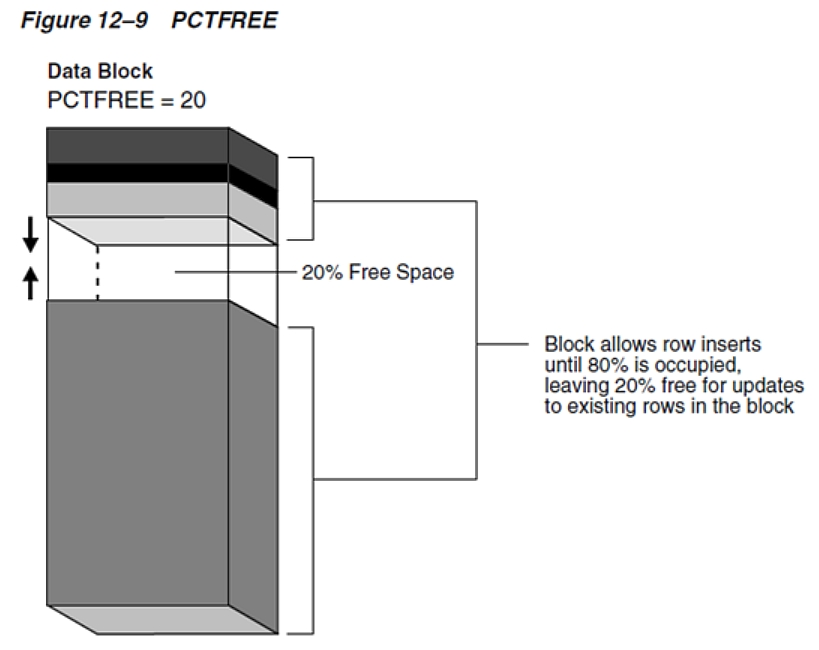 Figure 12–9 PCTFREE
Data Block
PCTFREE = 20
20% Free Space
Block allows row inserts
until 80% is occupied,
leaving 20% free for updates
to existing rows in the block